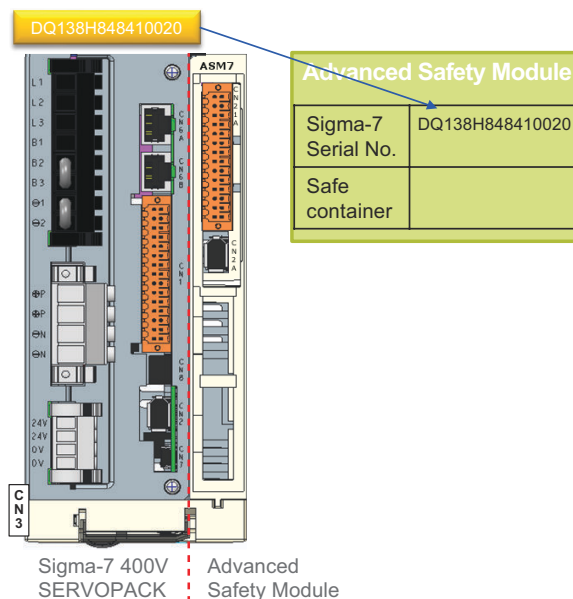 DQ138H848410020
ASM7
L1
L2
L3
B1
B2
B3
⊖1
⊖2
⊕P
⊕P
⊖N
⊖N
24V
24V
0V
0V
CN6A
CN6B
CN1
CN8
CN2
CN7
CN21A
CN2A
CN3
Sigma-7 400V
SERVOPACK
Advanced
Safety Module
Advanced Safety Module
Sigma-7
Serial No.
DQ138H848410020
Safe
container